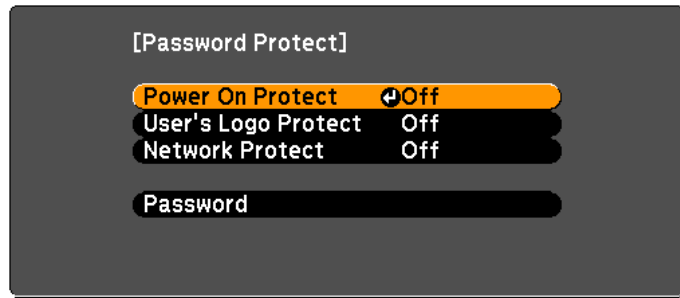 [Password Protect]
Power On Protect Off
User's Logo Protect Off
Network Protect Off
Password